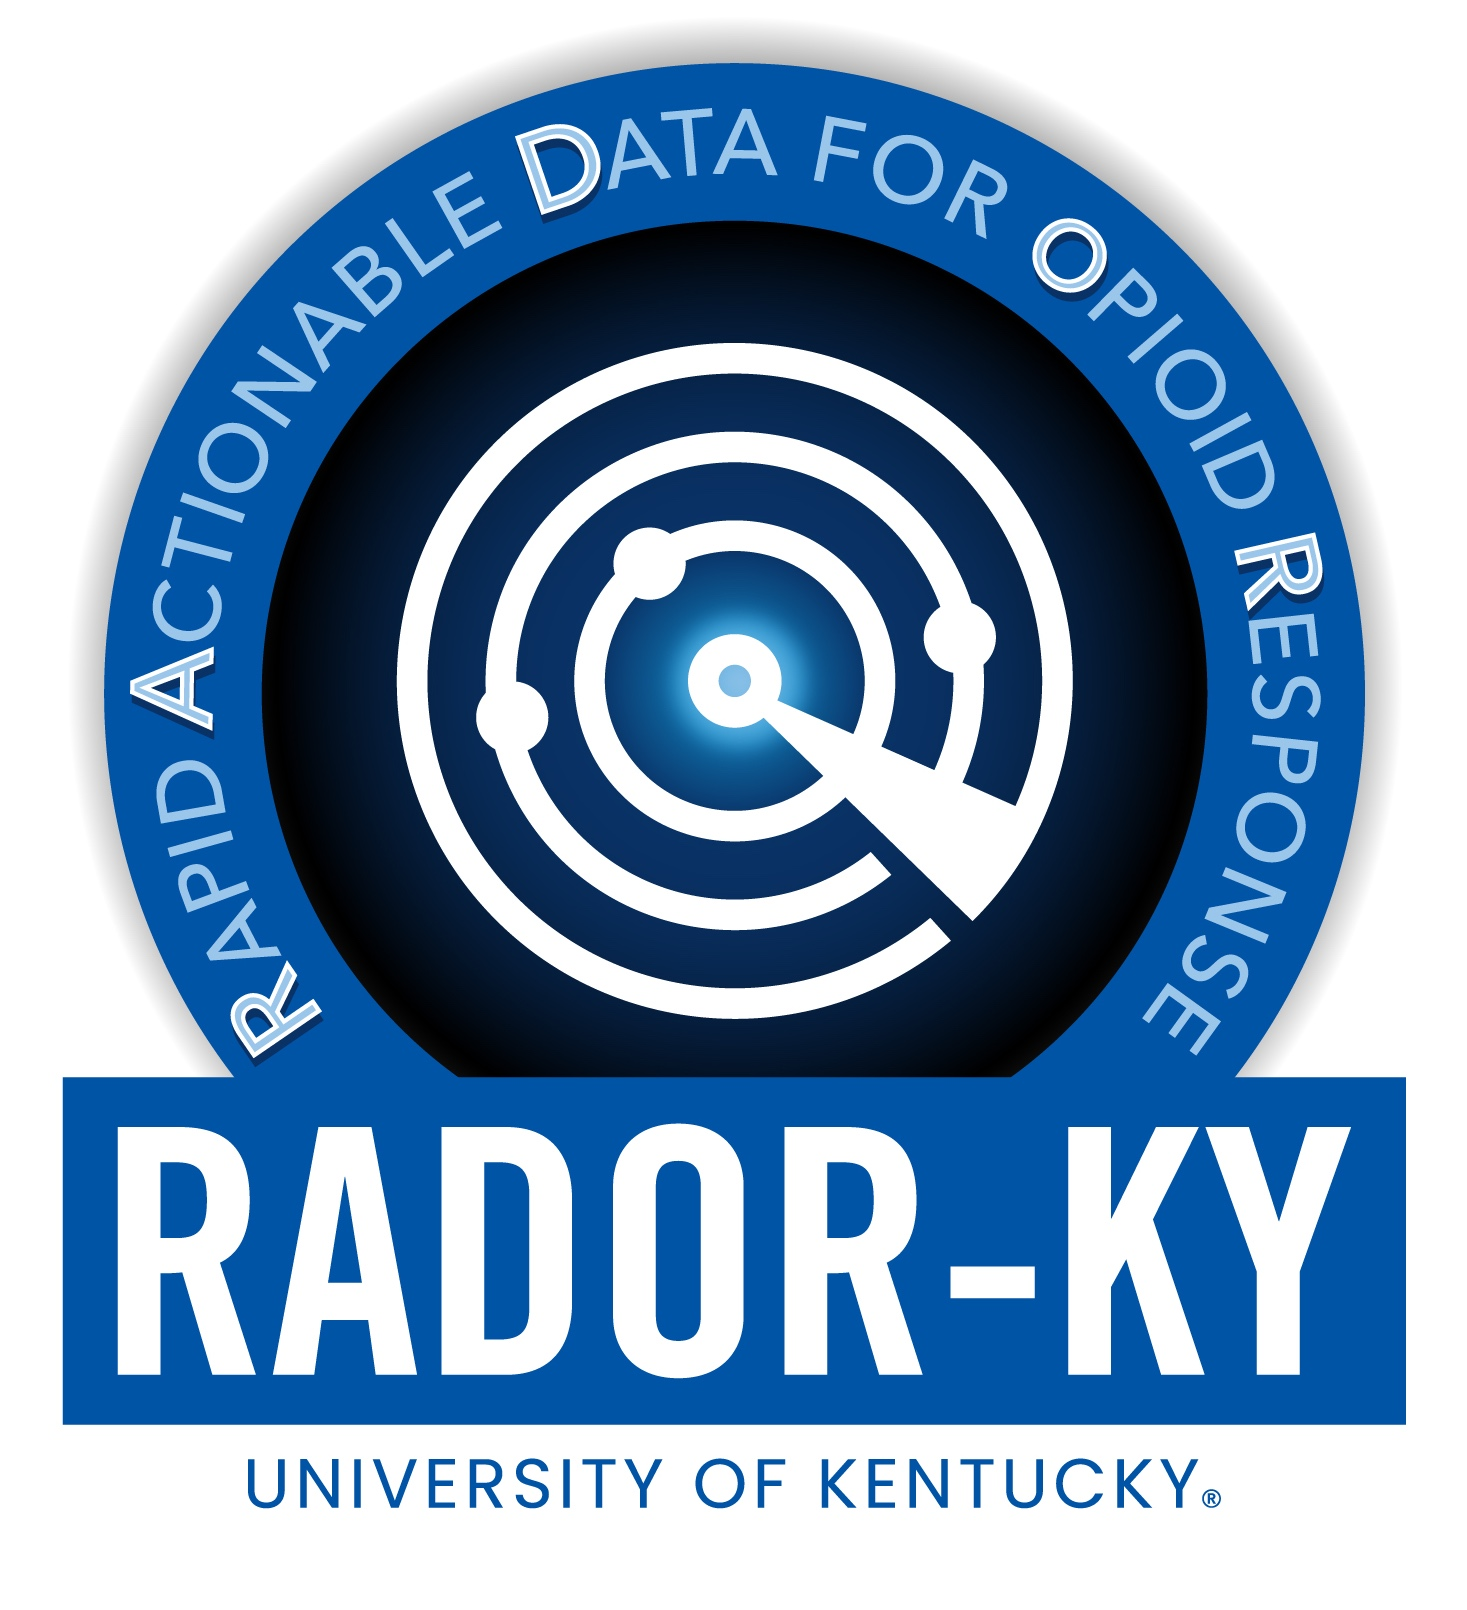 RAPID ACTIONABLE DATA FOR OPIOID RESPONSE
RADOR-KY
UNIVERSITY OF KENTUCKY®